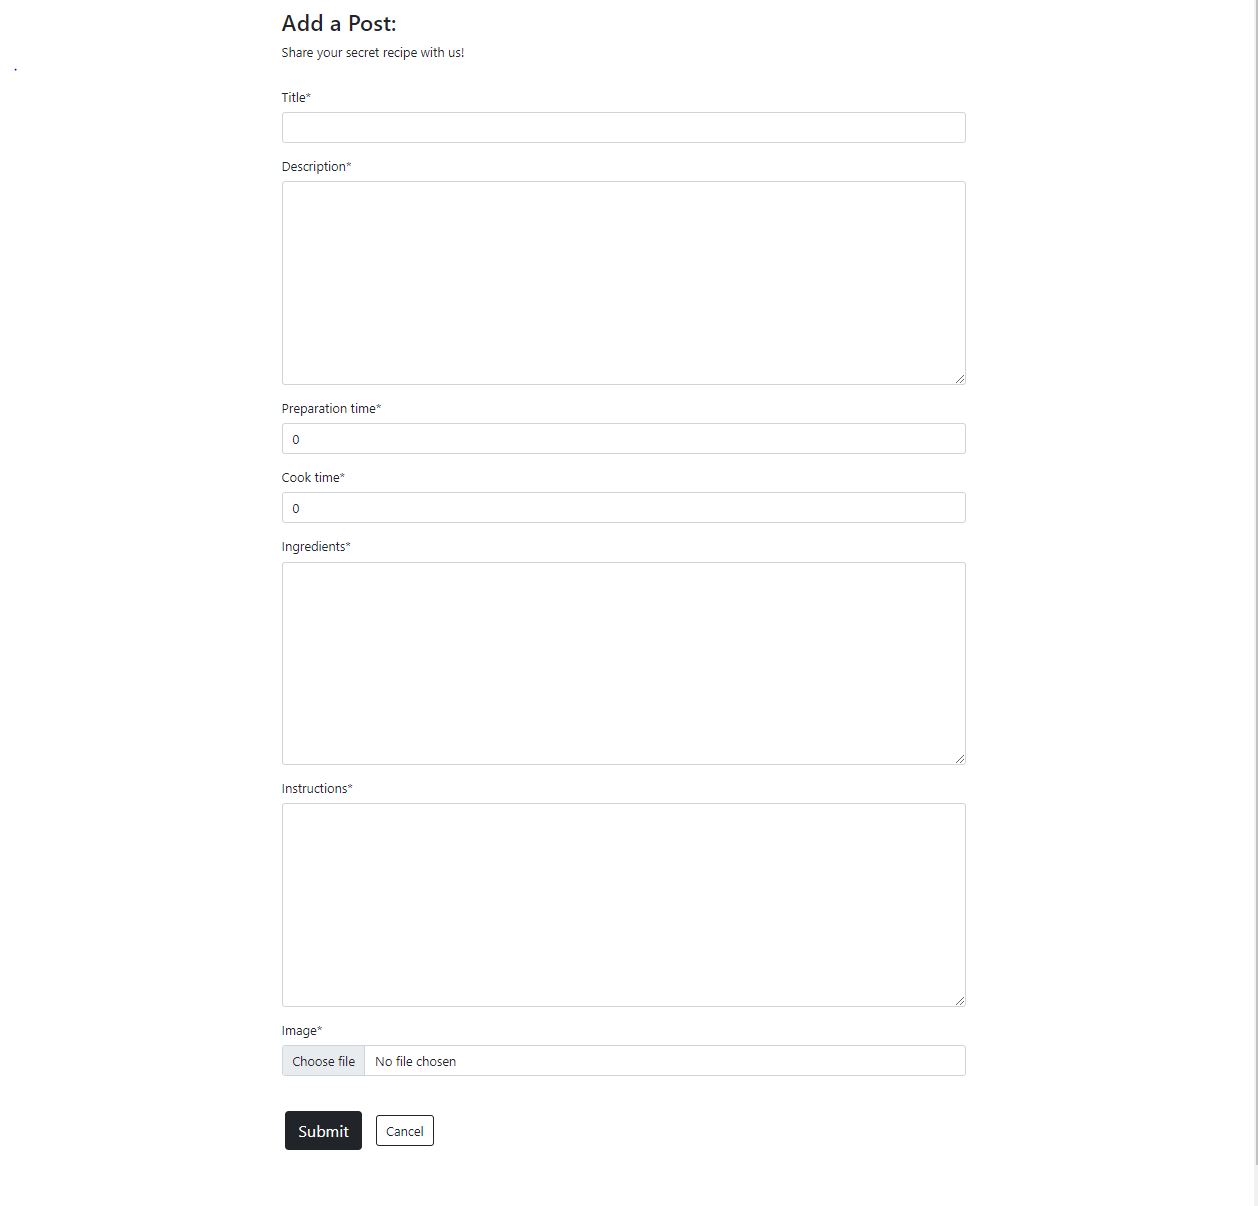 Add a Post:
Share your secret recipe with us!
Title*
Description*
Preparation time*
0
Cook time*
0
Ingredients*
Instructions*
Image*
Choose file No file chosen
Submit Cancel